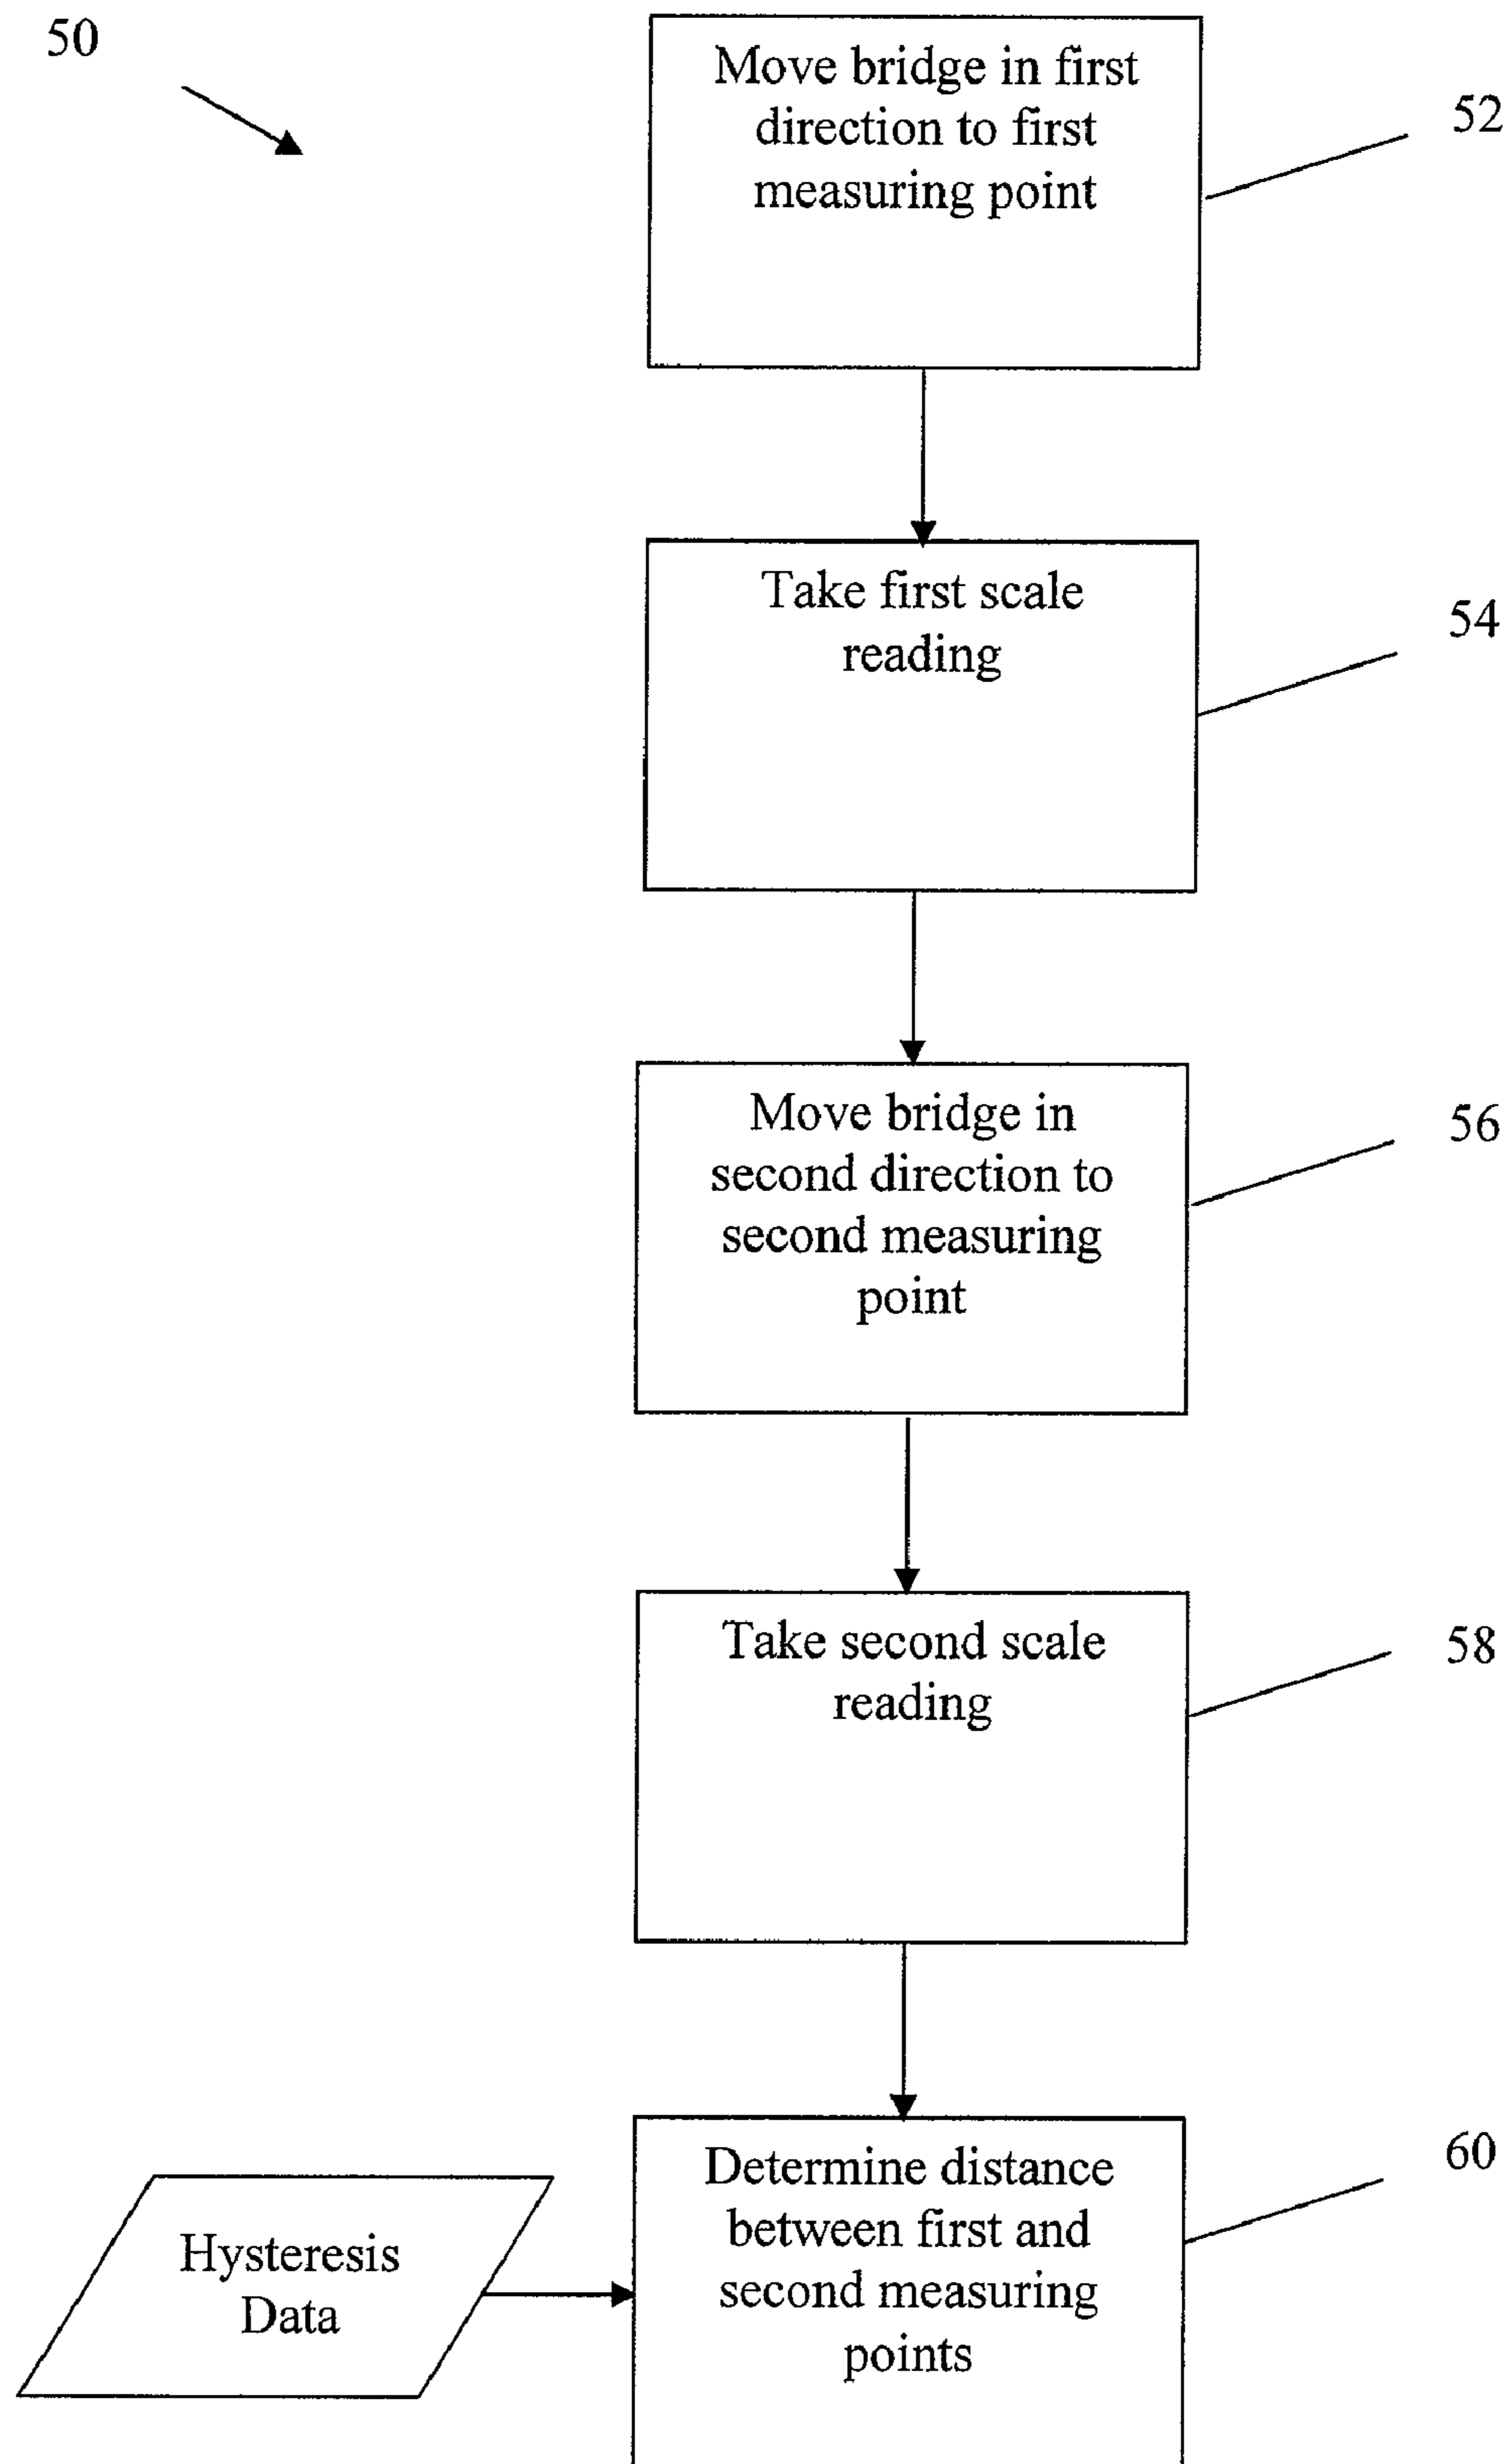 50
Move bridge in first
direction to first
measuring point
52
Take first scale
reading
54
Move bridge in
second direction to
second measuring
point
56
Take second scale
reading
58
Determine distance
between first and
second measuring
points
60
Hysteresis
Data